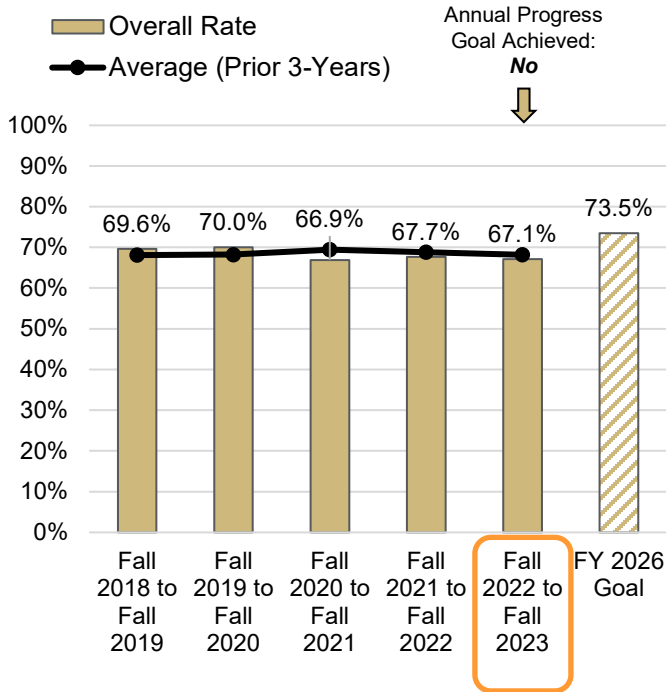 Overall Rate
Average (Prior 3-Years)
Annual Progress
Goal Achieved:
No
100%
90%
80%
70%
60%
50%
40%
30%
20%
10%
0%
69.6%
70.0%
66.9%
67.7%
67.1%
73.5%
Fall
2018 to
Fall
2019
Fall
2019 to
Fall
2020
Fall
2020 to
Fall
2021
Fall
2021 to
Fall
2022
Fall
2022 to
Fall
2023
FY 2026
Goal